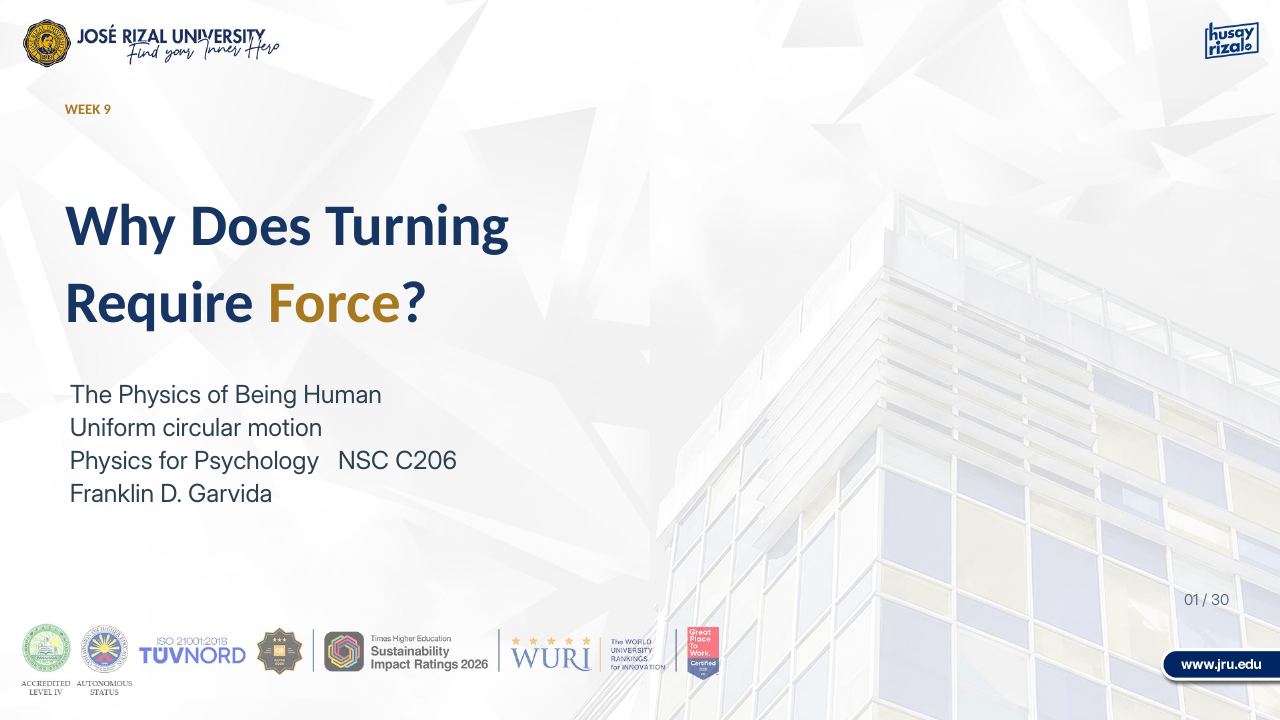 JOSÉ RIZAL UNIVERSITY
Find your Inner Hero
husay
rizal
WEEK 9
Why Does Turning
Require Force?
The Physics of Being Human
Uniform circular motion
Physics for Psychology NSC C206
Franklin D. Garvida
01 / 30
ACCREDITED
LEVEL IV
AUTONOMOUS
STATUS
ISO 21001:2018
TÜVNORD
Times Higher Education
Sustainability
Impact Ratings 2026
WURI
The WORLD
UNIVERSITY
RANKINGS
for INNOVATION
Great
Place
To
Work.
Certified
www.jru.edu